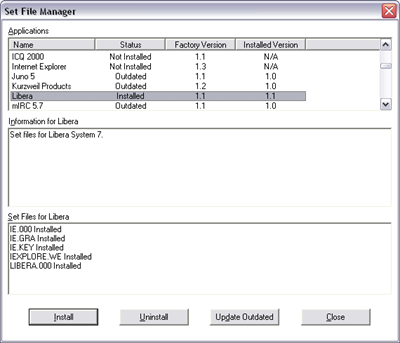 Set File Manager
Applications
Name Status Factory Version Installed Version
ICQ 2000 Not Installed 1.1 N/A
Internet Explorer Not Installed 1.3 N/A
Juno 5 Outdated 1.1 1.0
Kurzweil Products Outdated 1.2 1.0
Libera Installed 1.1 1.1
mIRC 5.7 Outdated 1.1 1.0
Information for Libera
Set files for Libera System 7.
Set Files for Libera
IE.000 Installed
IE.GRA Installed
IE.KEY Installed
IEXPLORE.WE Installed
LIBERA.000 Installed
Install Uninstall Update Outdated Close